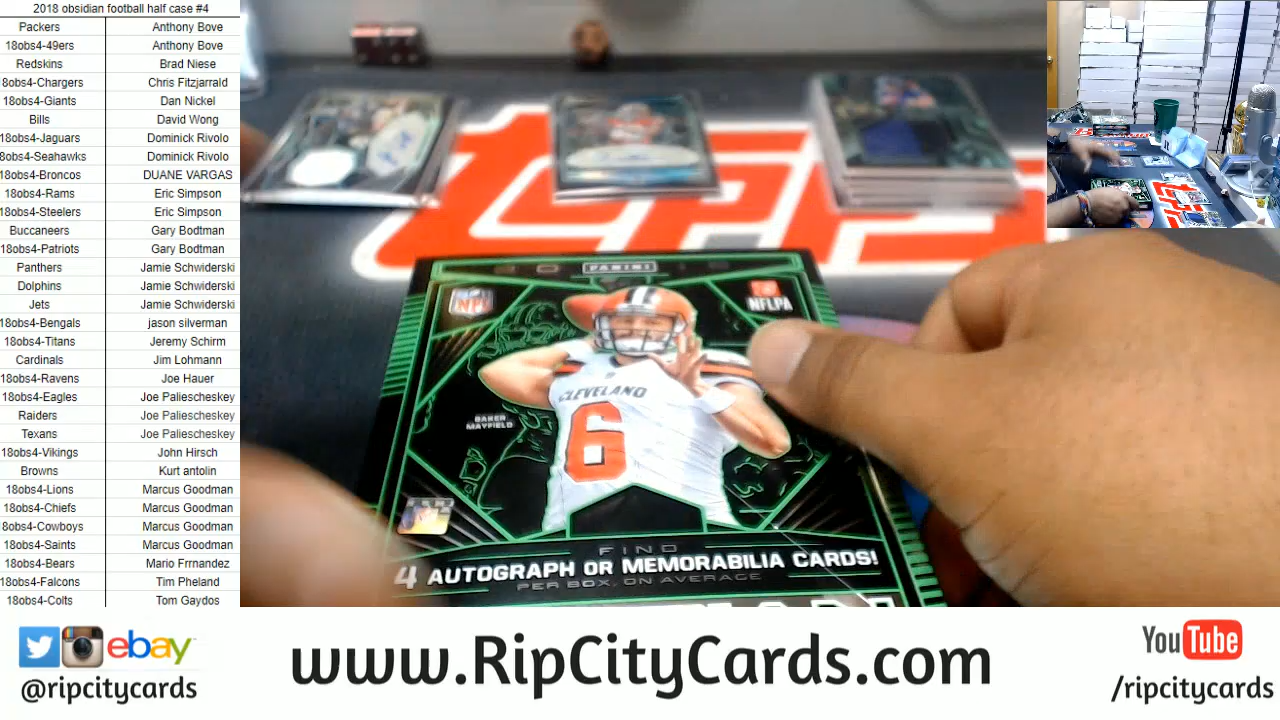 2018 obsidian football half case #4
Packers Anthony Bove
18obs4-49ers Anthony Bove
Redskins Brad Niese
8obs4-Chargers Chris Fitzjarrald
18obs4-Giants Dan Nickel
Bills David Wong
18obs4-Jaguars Dominick Rivolo
8obs4-Seahawks Dominick Rivolo
18obs4-Broncos DUANE VARGAS
18obs4-Rams Eric Simpson
18obs4-Steelers Eric Simpson
Buccaneers Gary Bodtman
18obs4-Patriots Gary Bodtman
Panthers Jamie Schwiderski
Dolphins Jamie Schwiderski
Jets Jamie Schwiderski
18obs4-Bengals jason silverman
18obs4-Titans Jeremy Schirm
Cardinals Jim Lohmann
18obs4-Ravens Joe Hauer
18obs4-Eagles Joe Paliescheskey
Raiders Joe Paliescheskey
Texans Joe Paliescheskey
18obs4-Vikings John Hirsch
Browns Kurt antolin
18obs4-Lions Marcus Goodman
18obs4-Chiefs Marcus Goodman
8obs4-Cowboys Marcus Goodman
18obs4-Saints Marcus Goodman
18obs4-Bears Mario Frrnandez
18obs4-Falcons Tim Pheland
18obs4-Colts Tom Gaydos
PANINI
NFL
NFLPA
CLEVELAND
6
BAKER
MAYFIELD
FIND
4 AUTOGRAPH OR MEMORABILIA CARDS!
PER BOX, ON AVERAGE
ebay
@ripcitycards
www.RipCityCards.com
YouTube
/ripcitycards